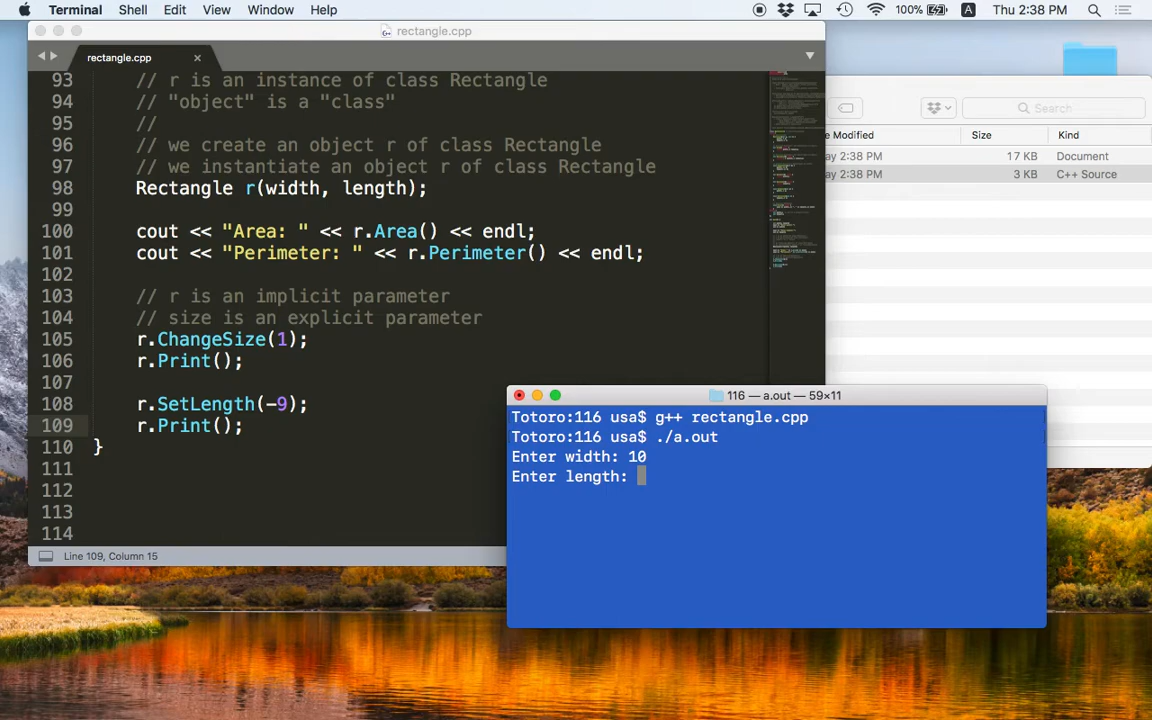 Terminal Shell Edit View Window Help 100% A Thu 2:38 PM
rectangle.cpp
rectangle.cpp
93 // r is an instance of class Rectangle
94 // "object" is a "class"
95 //
96 // we create an object r of class Rectangle
97 // we instantiate an object r of class Rectangle
98 Rectangle r(width, length);
99
100 cout << "Area: " << r.Area() << endl;
101 cout << "Perimeter: " << r.Perimeter() << endl;
102
103 // r is an implicit parameter
104 // size is an explicit parameter
105 r.ChangeSize(1);
106 r.Print();
107
108 r.SetLength(-9);
109 r.Print();
110 }
111
112
113
114
Line 109, Column 15
Search
e Modified Size Kind
ay 2:38 PM 17 KB Document
ay 2:38 PM 3 KB C++ Source
116 — a.out — 59×11
Totoro:116 usa$ g++ rectangle.cpp
Totoro:116 usa$ ./a.out
Enter width: 10
Enter length: